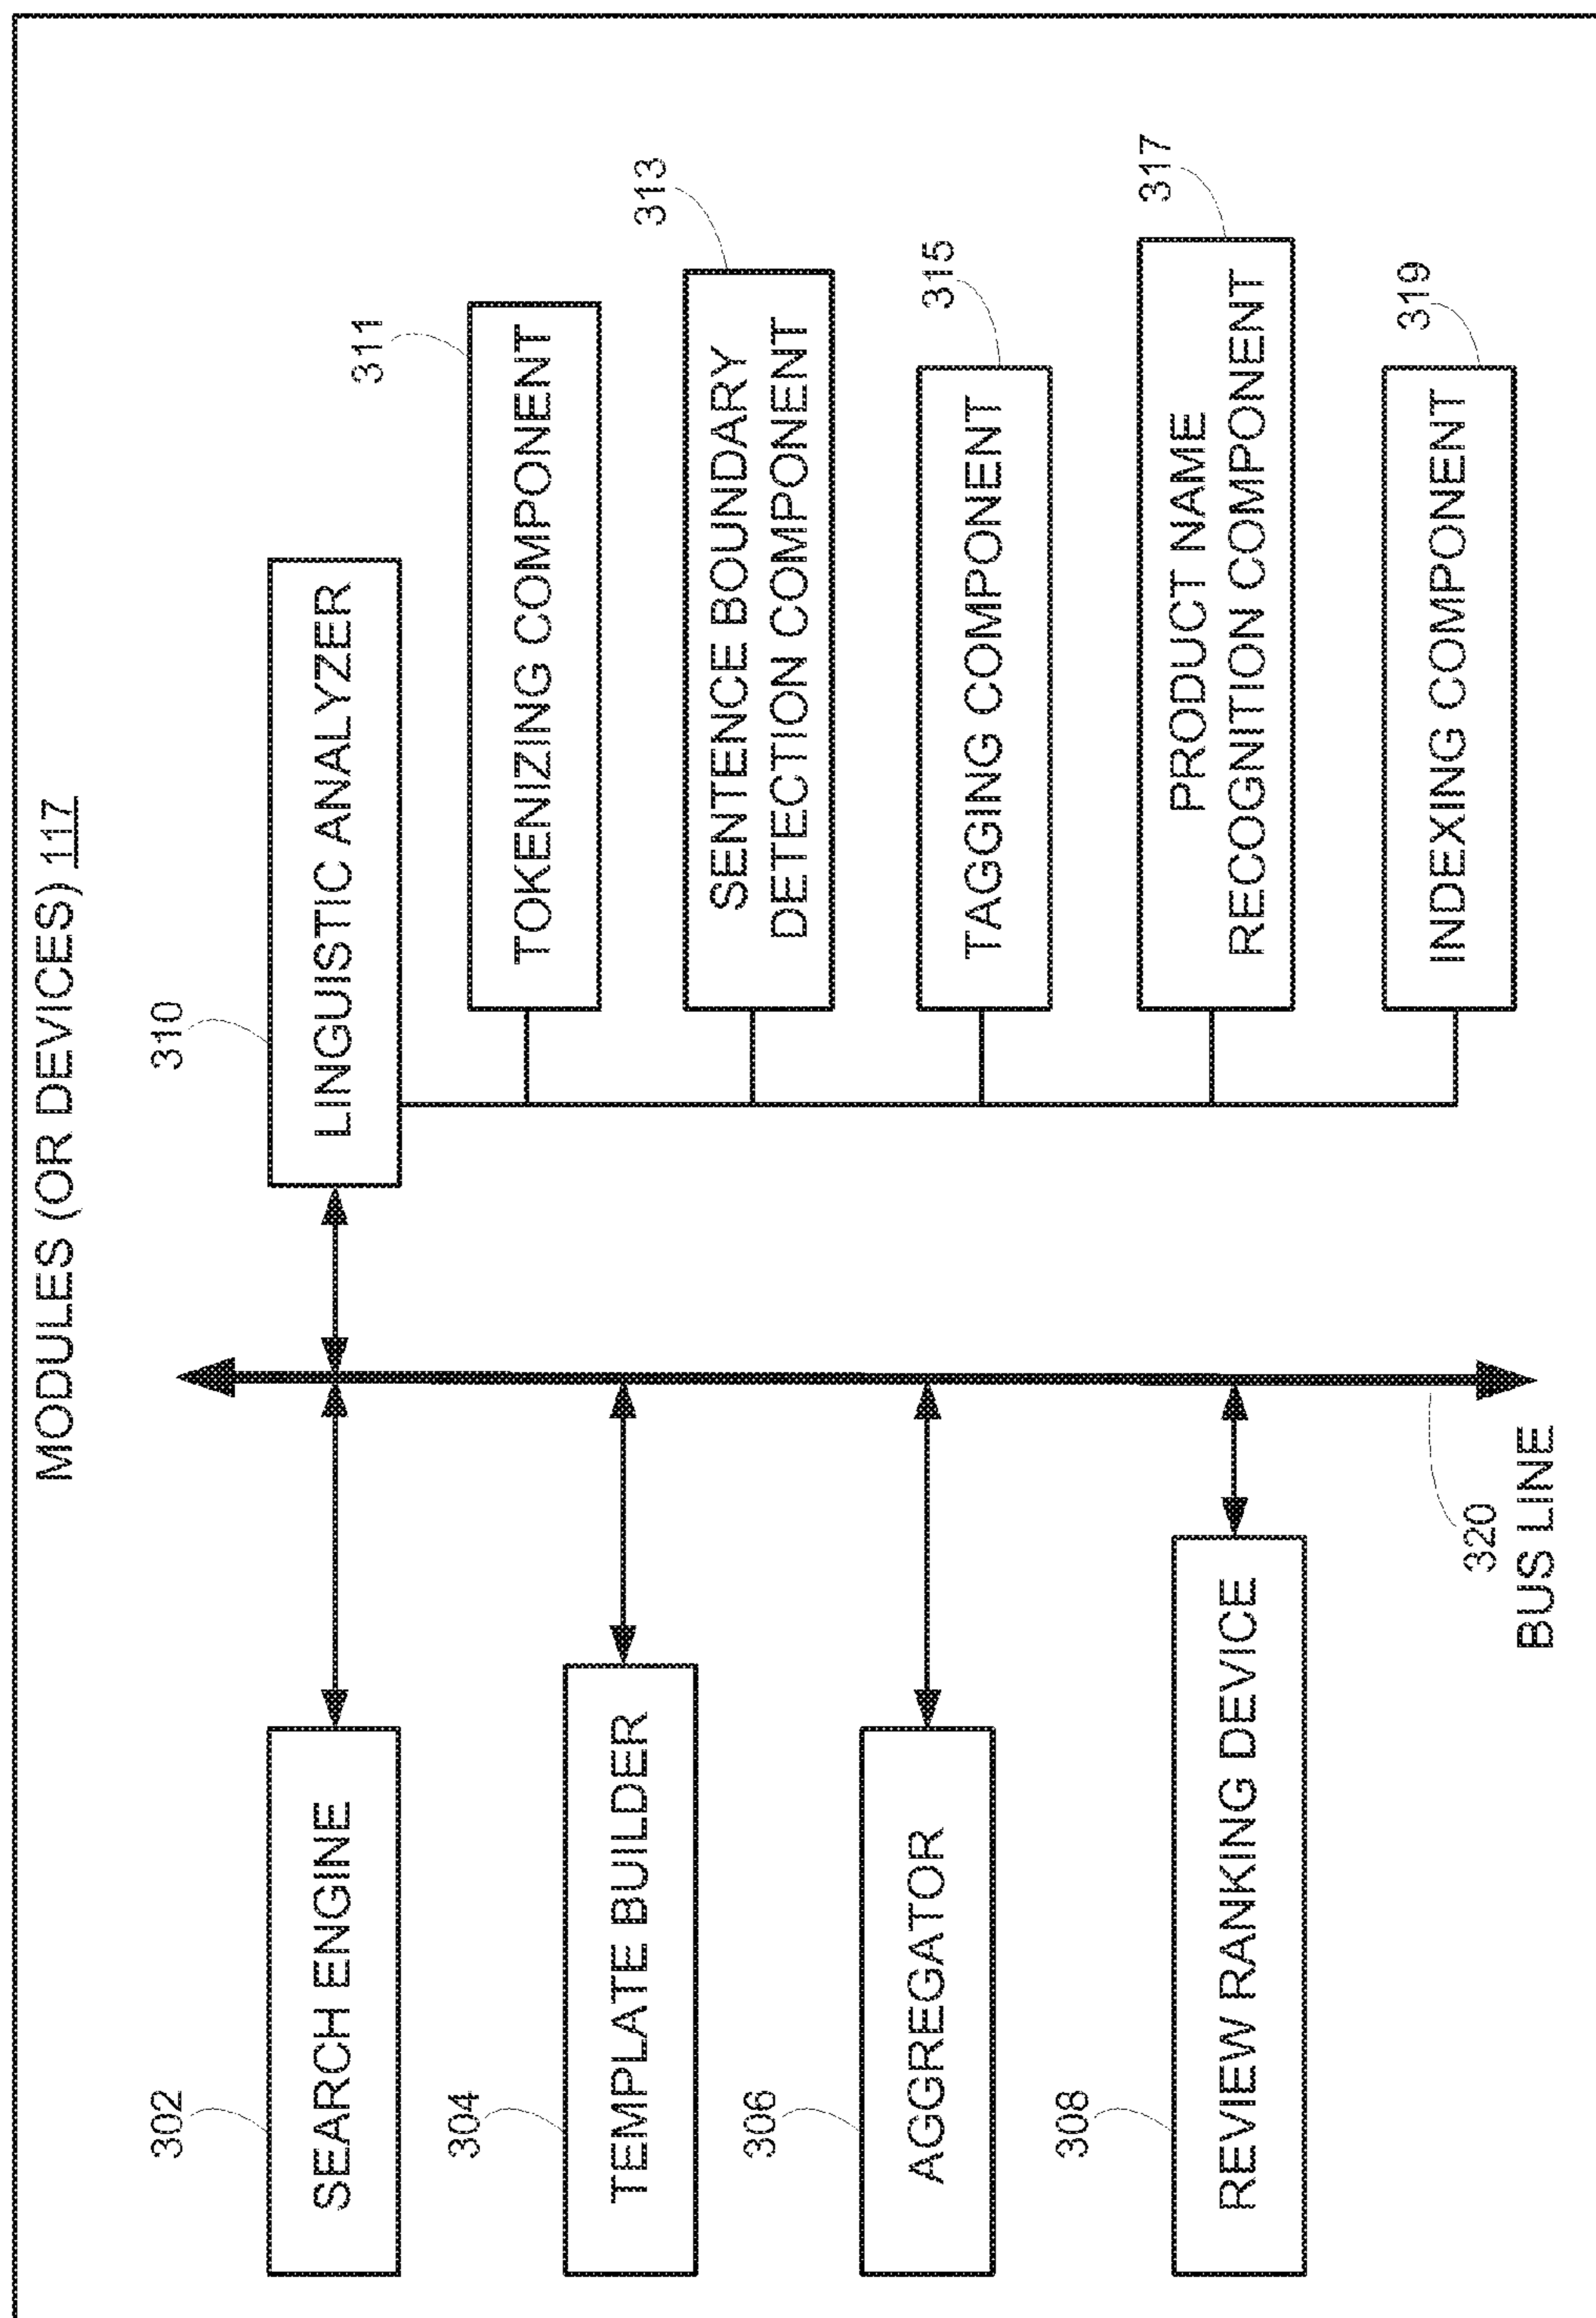 MODULES (OR DEVICES) 117
302
SEARCH ENGINE
304
TEMPLATE BUILDER
306
AGGREGATOR
308
REVIEW RANKING DEVICE
320
BUS LINE
310
LINGUISTIC ANALYZER
311
TOKENIZING COMPONENT
313
SENTENCE BOUNDARY
DETECTION COMPONENT
315
TAGGING COMPONENT
317
PRODUCT NAME
RECOGNITION COMPONENT
319
INDEXING COMPONENT